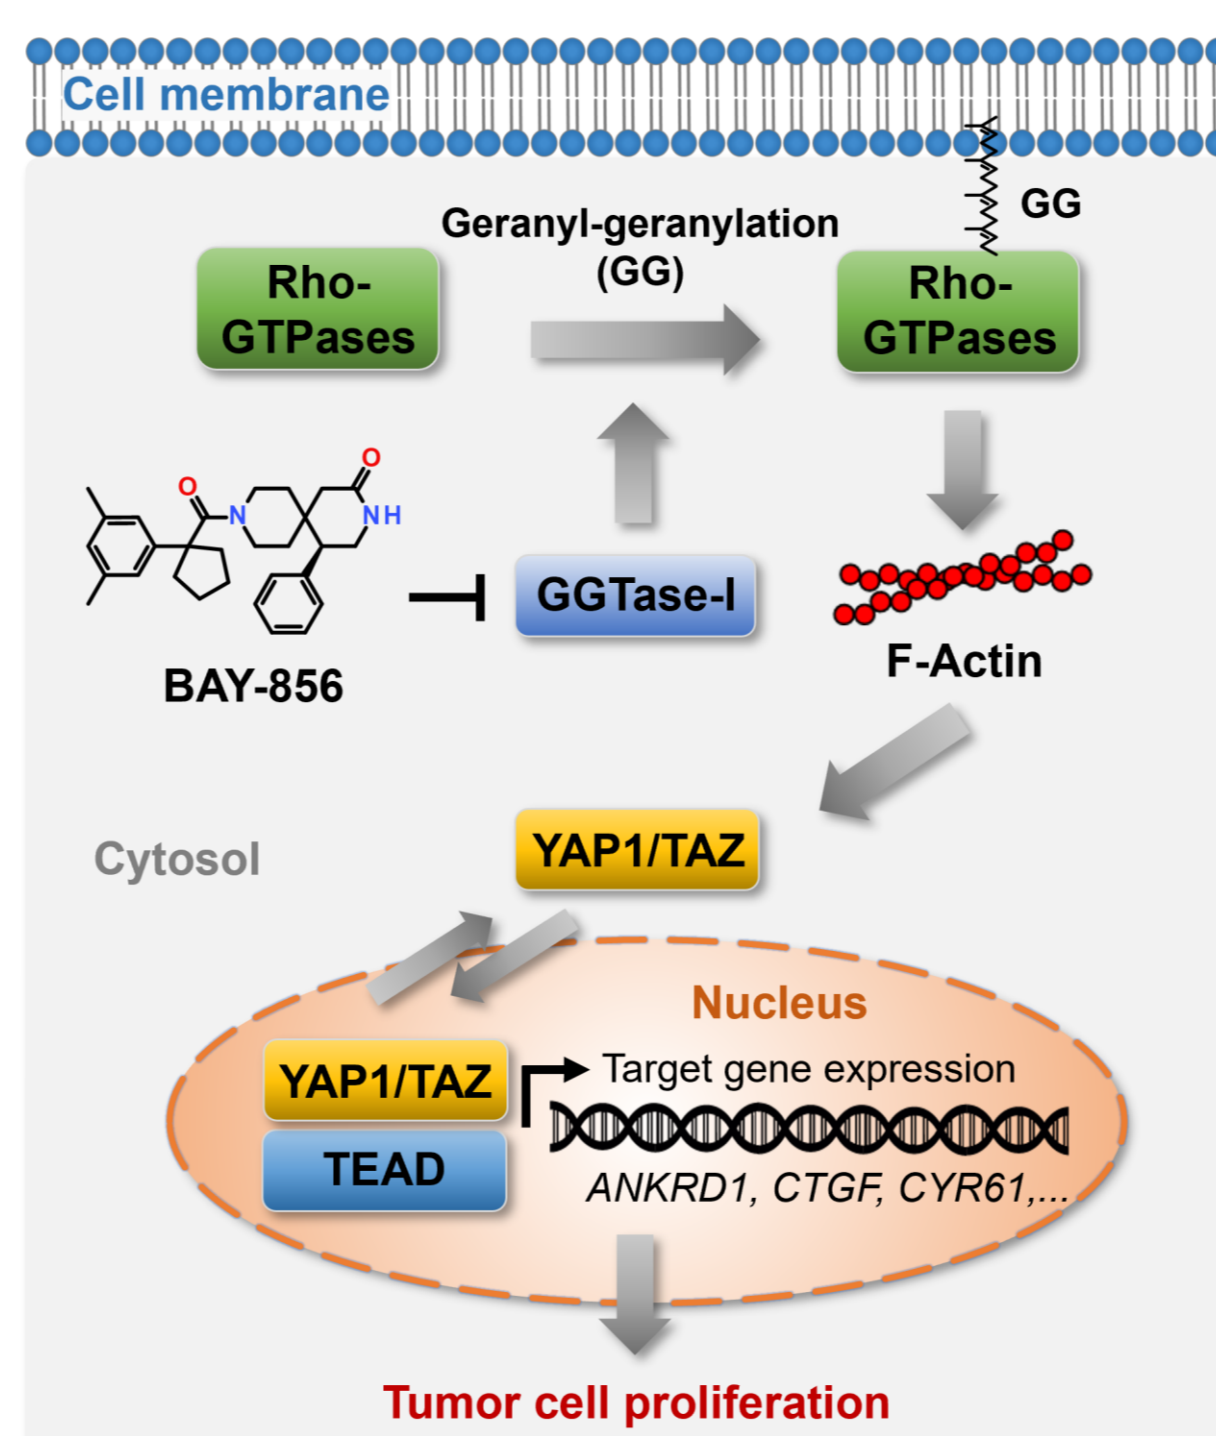 Cell membrane
GG
Geranyl-geranylation
(GG)
Rho-
GTPases
Rho-
GTPases
O
O
N
NH
BAY-856
GGTase-I
F-Actin
YAP1/TAZ
Cytosol
Nucleus
YAP1/TAZ
Target gene expression
TEAD
ANKRD1, CTGF, CYR61,...
Tumor cell proliferation